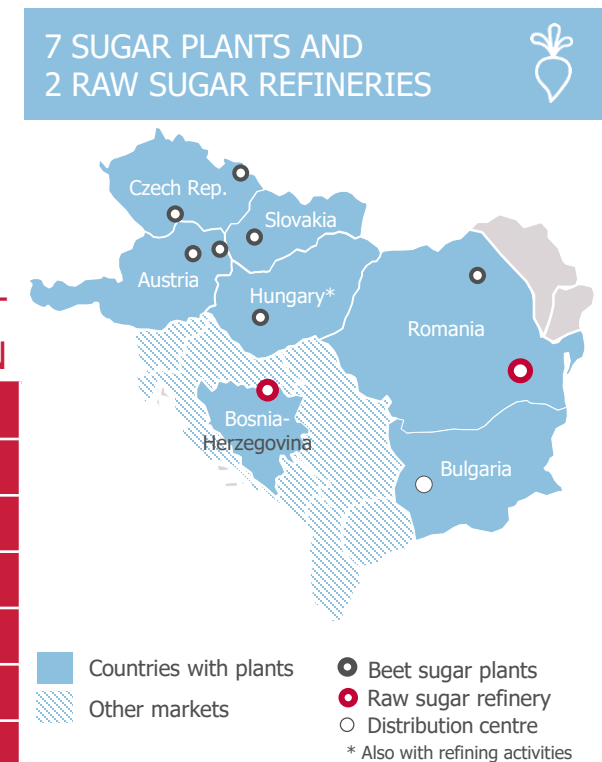 7 SUGAR PLANTS AND
2 RAW SUGAR REFINERIES
Czech Rep.
Slovakia
Austria
Hungary*
Romania
Bosnia-
Herzegovina
Bulgaria
Countries with plants
Other markets
Beet sugar plants
Raw sugar refinery
Distribution centre
* Also with refining activities